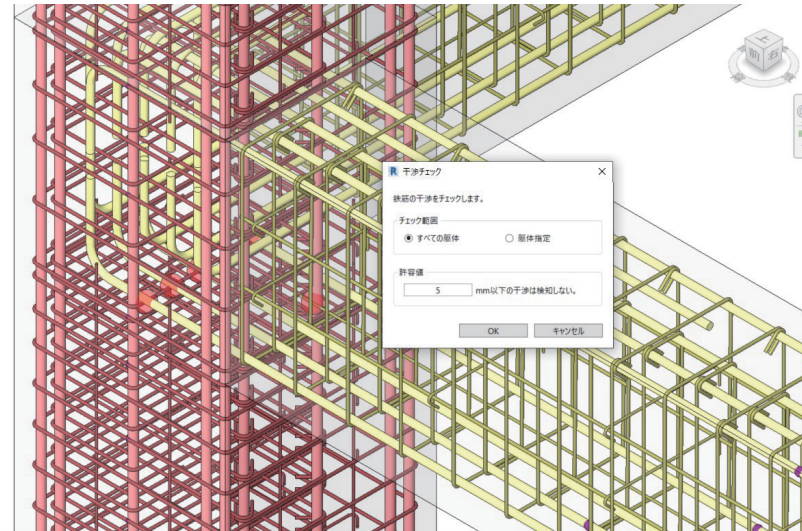 上
前
右
R 干渉チェック
鉄筋の干渉をチェックします。
チェック範囲
すべての躯体
躯体指定
許容値
5 mm以下の干渉は検知しない。
OK
キャンセル